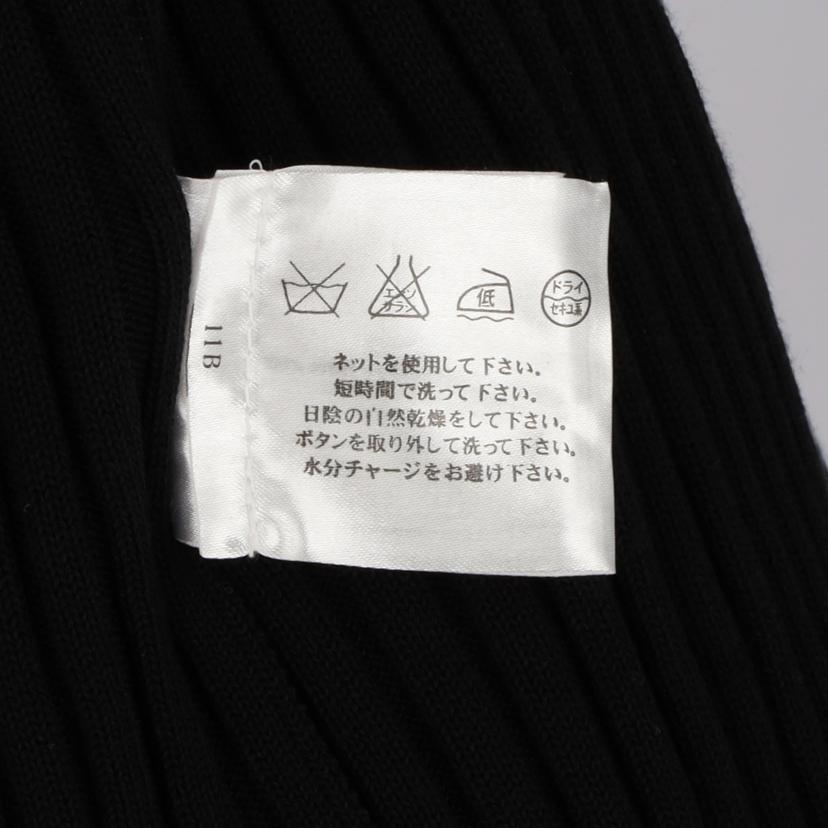 エンソ
サラシ
低
ドライ
セキユ系
ネットを使用して下さい。
短時間で洗って下さい。
日陰の自然乾燥をして下さい。
ボタンを取り外して洗って下さい。
水分チャージをお避け下さい。
11B